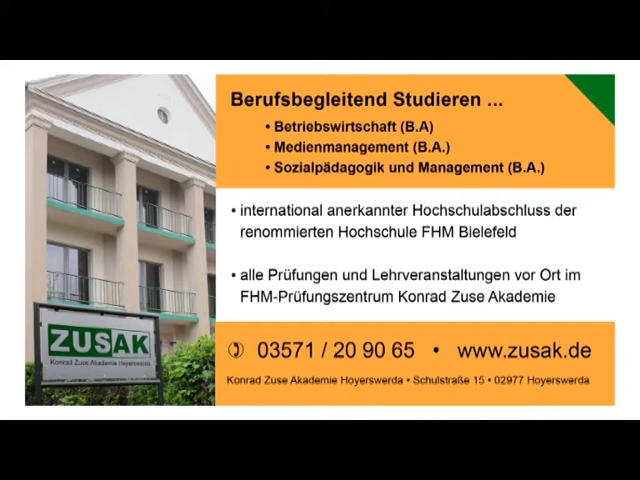 Berufsbegleitend Studieren ...
• Betriebswirtschaft (B.A)
• Medienmanagement (B.A.)
• Sozialpädagogik und Management (B.A.)
• international anerkannter Hochschulabschluss der
renommierten Hochschule FHM Bielefeld
• alle Prüfungen und Lehrveranstaltungen vor Ort im
FHM-Prüfungszentrum Konrad Zuse Akademie
ZUSAK
Konrad Zuse Akademie Hoyerswerda
03571 / 20 90 65 • www.zusak.de
Konrad Zuse Akademie Hoyerswerda • Schulstraße 15 • 02977 Hoyerswerda